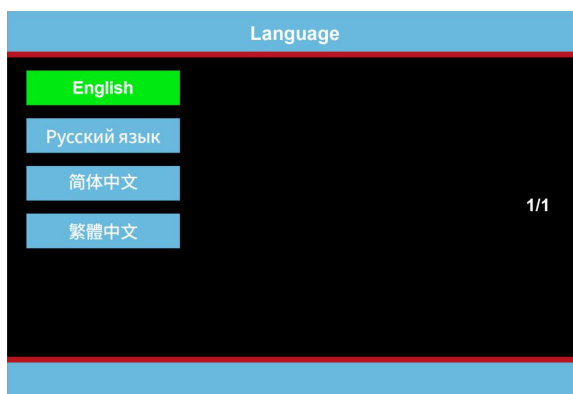 Language
English
Русский язык
简体中文
1/1
繁體中文